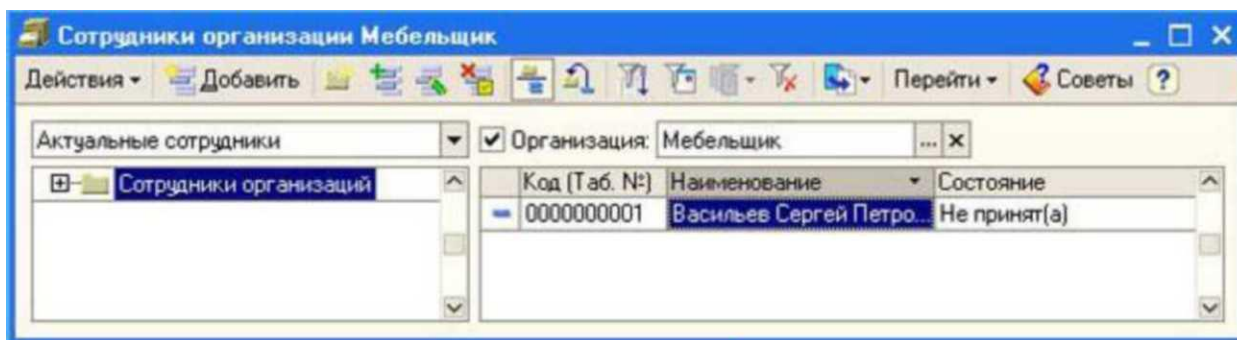 Сотрудники организации Мебельщик
Действия Добавить Перейти Советы ?
Актуальные сотрудники Организация: Мебельщик ...
Сотрудники организаций Код (Таб. №) Наименование Состояние
0000000001 Васильев Сергей Петро... Не принят(а)